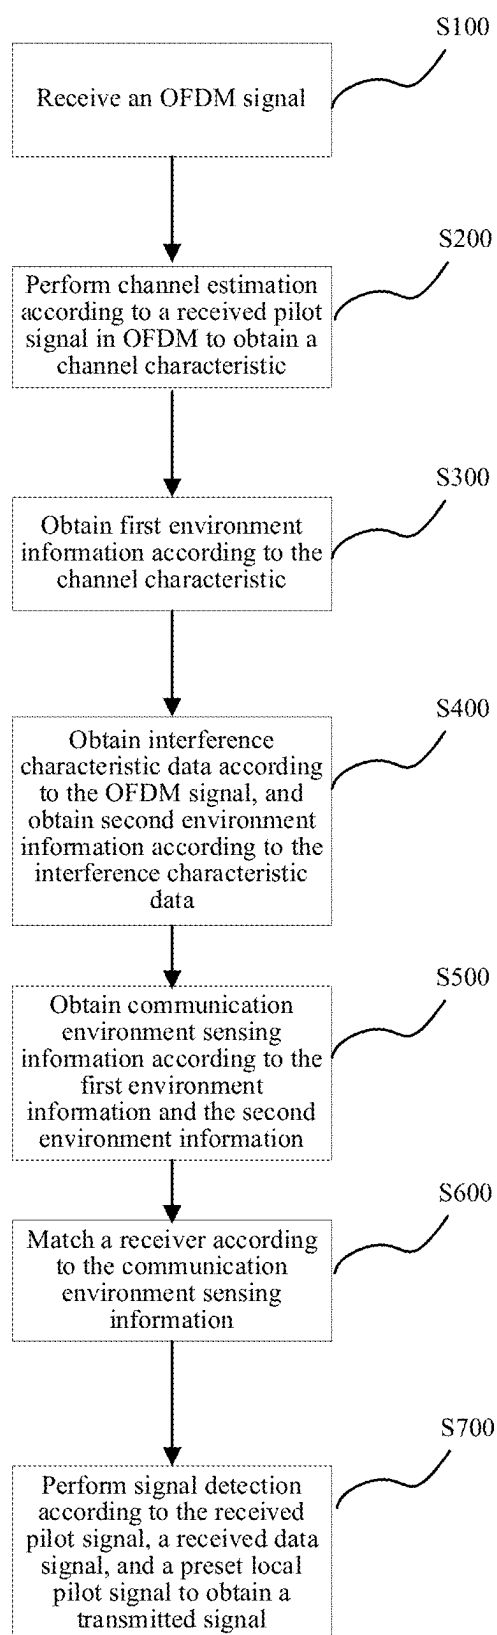 S100
Receive an OFDM signal
S200
Perform channel estimation
according to a received pilot
signal in OFDM to obtain a
channel characteristic
S300
Obtain first environment
information according to the
channel characteristic
S400
Obtain interference
characteristic data according
to the OFDM signal, and
obtain second environment
information according to the
interference characteristic
data
S500
Obtain communication
environment sensing
information according to the
first environment
information and the second
environment information
S600
Match a receiver according
to the communication
environment sensing
information
S700
Perform signal detection
according to the received
pilot signal, a received data
signal, and a preset local
pilot signal to obtain a
transmitted signal